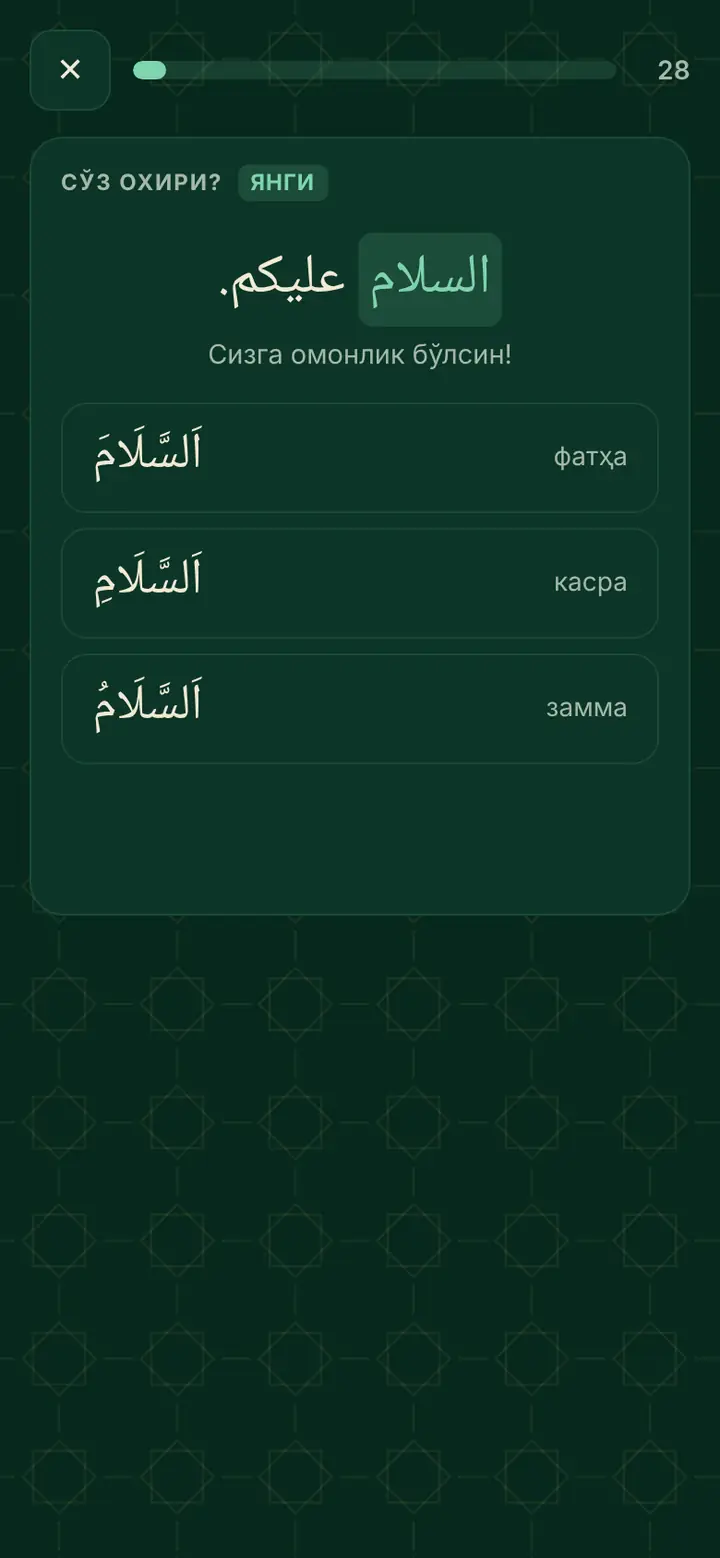 ✕ 28
СЎЗ ОХИРИ? ЯНГИ
السلام عليكم.
Сизга омонлик бўлсин!
اَلسَّلَامَ фатҳа
اَلسَّلَامِ касра
اَلسَّلَامُ замма